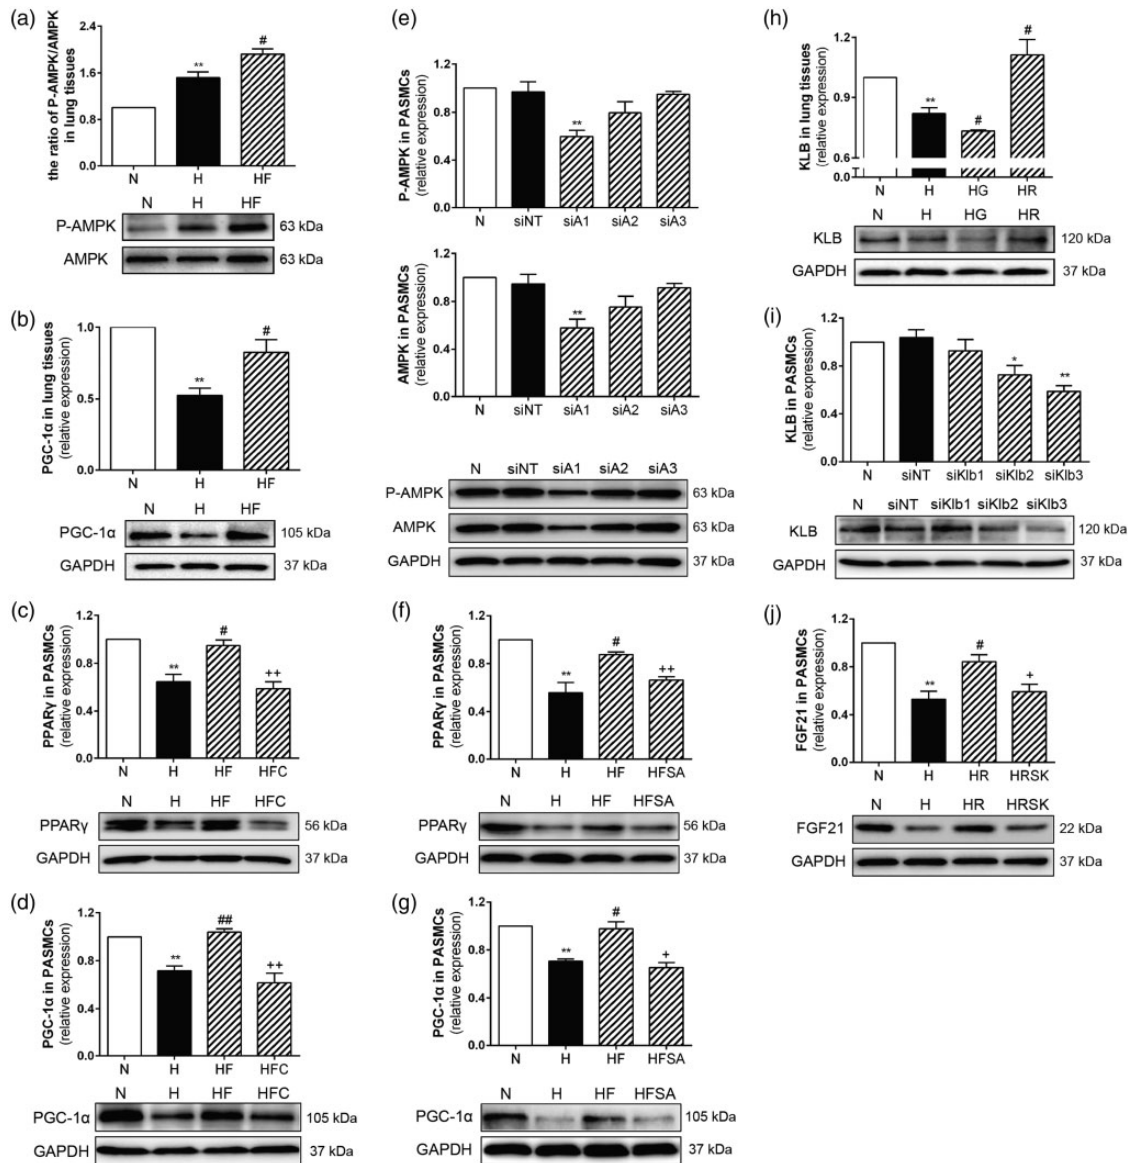 (a)
the ratio of P-AMPK/AMPK
in lung tissues
2.4
1.6
0.8
0.0
**
#
N H HF
N H HF
P-AMPK 63 kDa
AMPK 63 kDa
(b)
PGC-1α in lung tissues
(relative expression)
1.0
0.5
0.0
**
#
N H HF
N H HF
PGC-1α 105 kDa
GAPDH 37 kDa
(c)
PPARγ in PASMCs
(relative expression)
1.2
0.8
0.4
0.0
**
#
++
N H HF HFC
N H HF HFC
PPARγ 56 kDa
GAPDH 37 kDa
(d)
PGC-1α in PASMCs
(relative expression)
1.2
0.8
0.4
0.0
**
##
++
N H HF HFC
N H HF HFC
PGC-1α 105 kDa
GAPDH 37 kDa
(e)
P-AMPK in PASMCs
(relative expression)
1.2
0.8
0.4
0.0
**
N siNT siA1 siA2 siA3
AMPK in PASMCs
(relative expression)
1.2
0.8
0.4
0.0
**
N siNT siA1 siA2 siA3
N siNT siA1 siA2 siA3
P-AMPK 63 kDa
AMPK 63 kDa
GAPDH 37 kDa
(f)
PPARγ in PASMCs
(relative expression)
1.2
0.8
0.4
0.0
**
#
++
N H HF HFSA
N H HF HFSA
PPARγ 56 kDa
GAPDH 37 kDa
(g)
PGC-1α in PASMCs
(relative expression)
1.2
0.8
0.4
0.0
**
#
+
N H HF HFSA
N H HF HFSA
PGC-1α 105 kDa
GAPDH 37 kDa
(h)
KLB in lung tissues
(relative expression)
1.2
0.9
0.6
0.0
**
#
#
N H HG HR
N H HG HR
KLB 120 kDa
GAPDH 37 kDa
(i)
KLB in PASMCs
(relative expression)
1.2
0.8
0.4
0.0
*
**
N siNT siKlb1 siKlb2 siKlb3
N siNT siKlb1 siKlb2 siKlb3
KLB 120 kDa
GAPDH 37 kDa
(j)
FGF21 in PASMCs
(relative expression)
1.2
0.8
0.4
0.0
**
#
+
N H HR HRSK
N H HR HRSK
FGF21 22 kDa
GAPDH 37 kDa